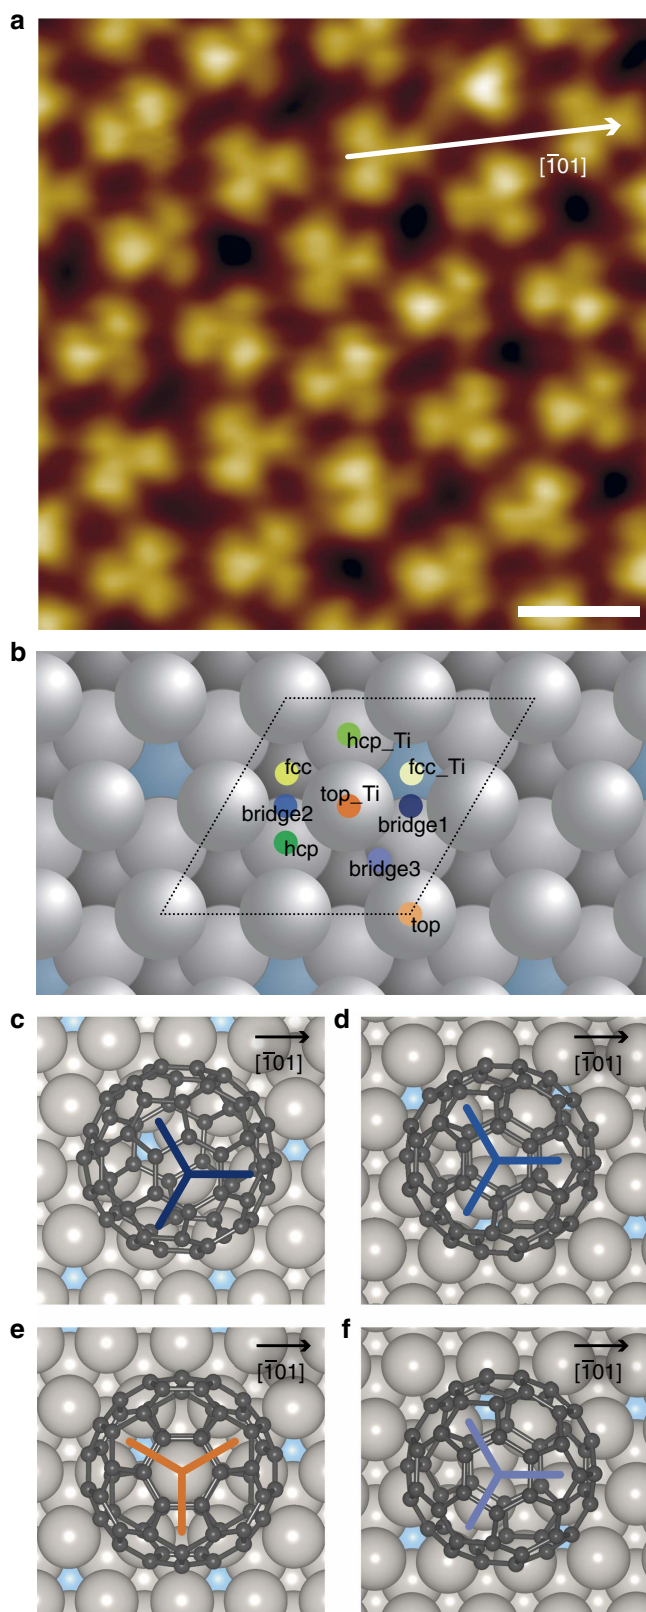 a
[1̄01]
b
hcp_Ti
fcc
fcc_Ti
top_Ti
bridge2
bridge1
hcp
bridge3
top
c
[1̄01]
d
[1̄01]
e
[1̄01]
f
[1̄01]